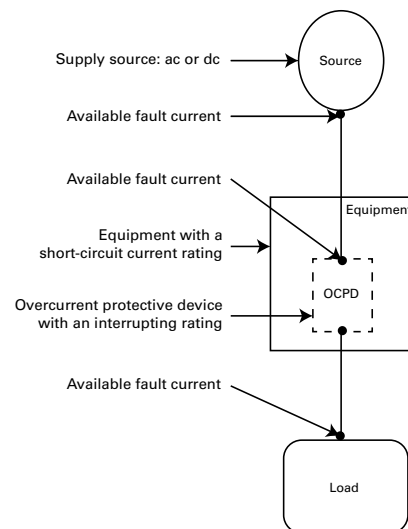 Supply source: ac or dc
Source
Available fault current
Available fault current
Equipment
Equipment with a
short-circuit current rating
OCPD
Overcurrent protective device
with an interrupting rating
Available fault current
Load